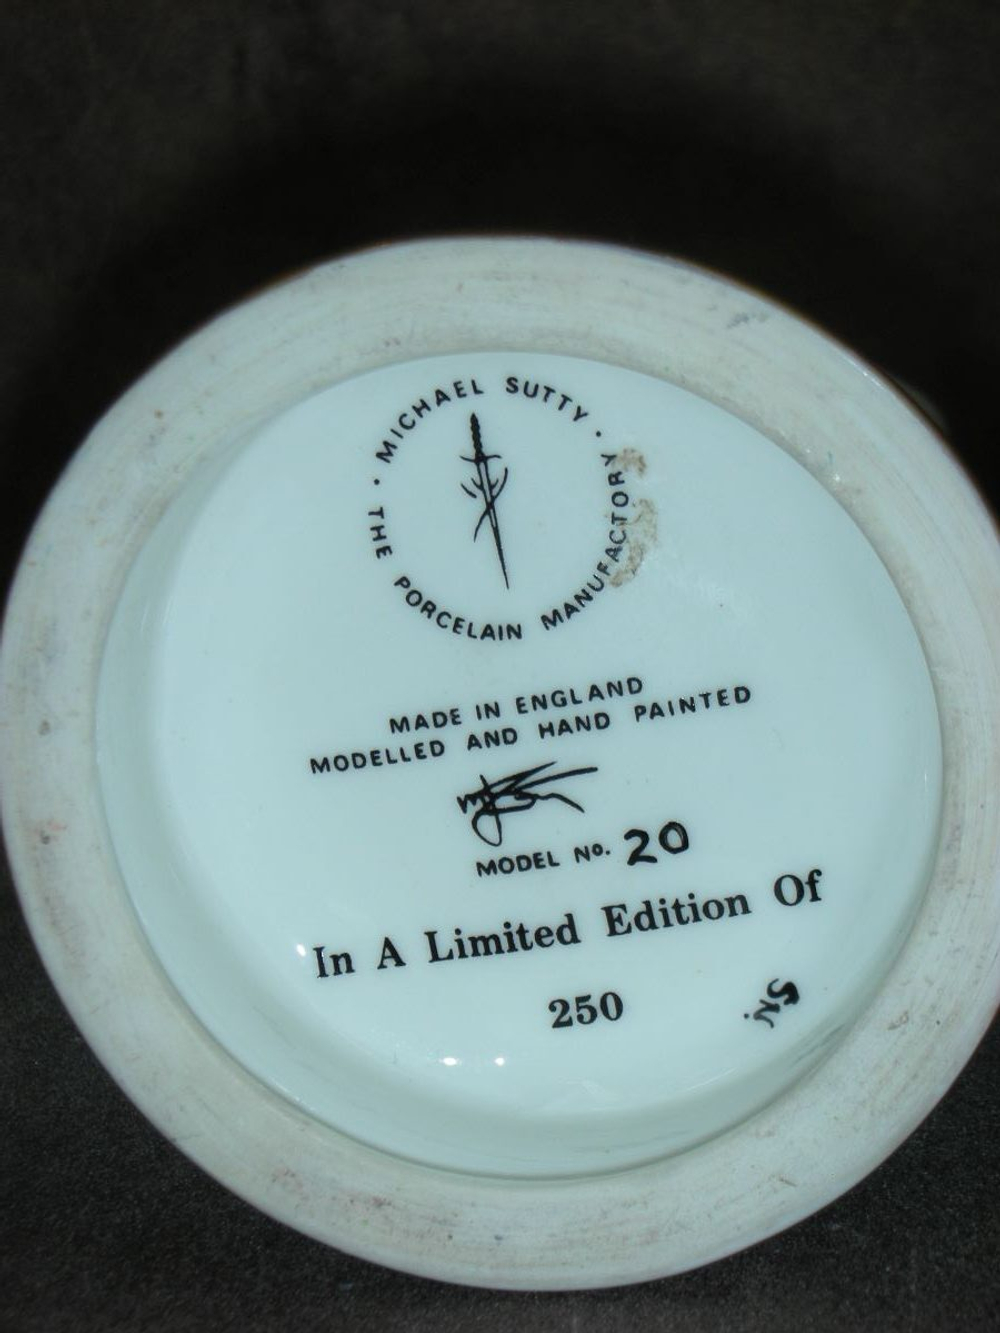 · MICHAEL SUTTY ·
THE PORCELAIN MANUFACTORY
MADE IN ENGLAND
MODELLED AND HAND PAINTED
MODEL No. 20
In A Limited Edition Of
250
SN.